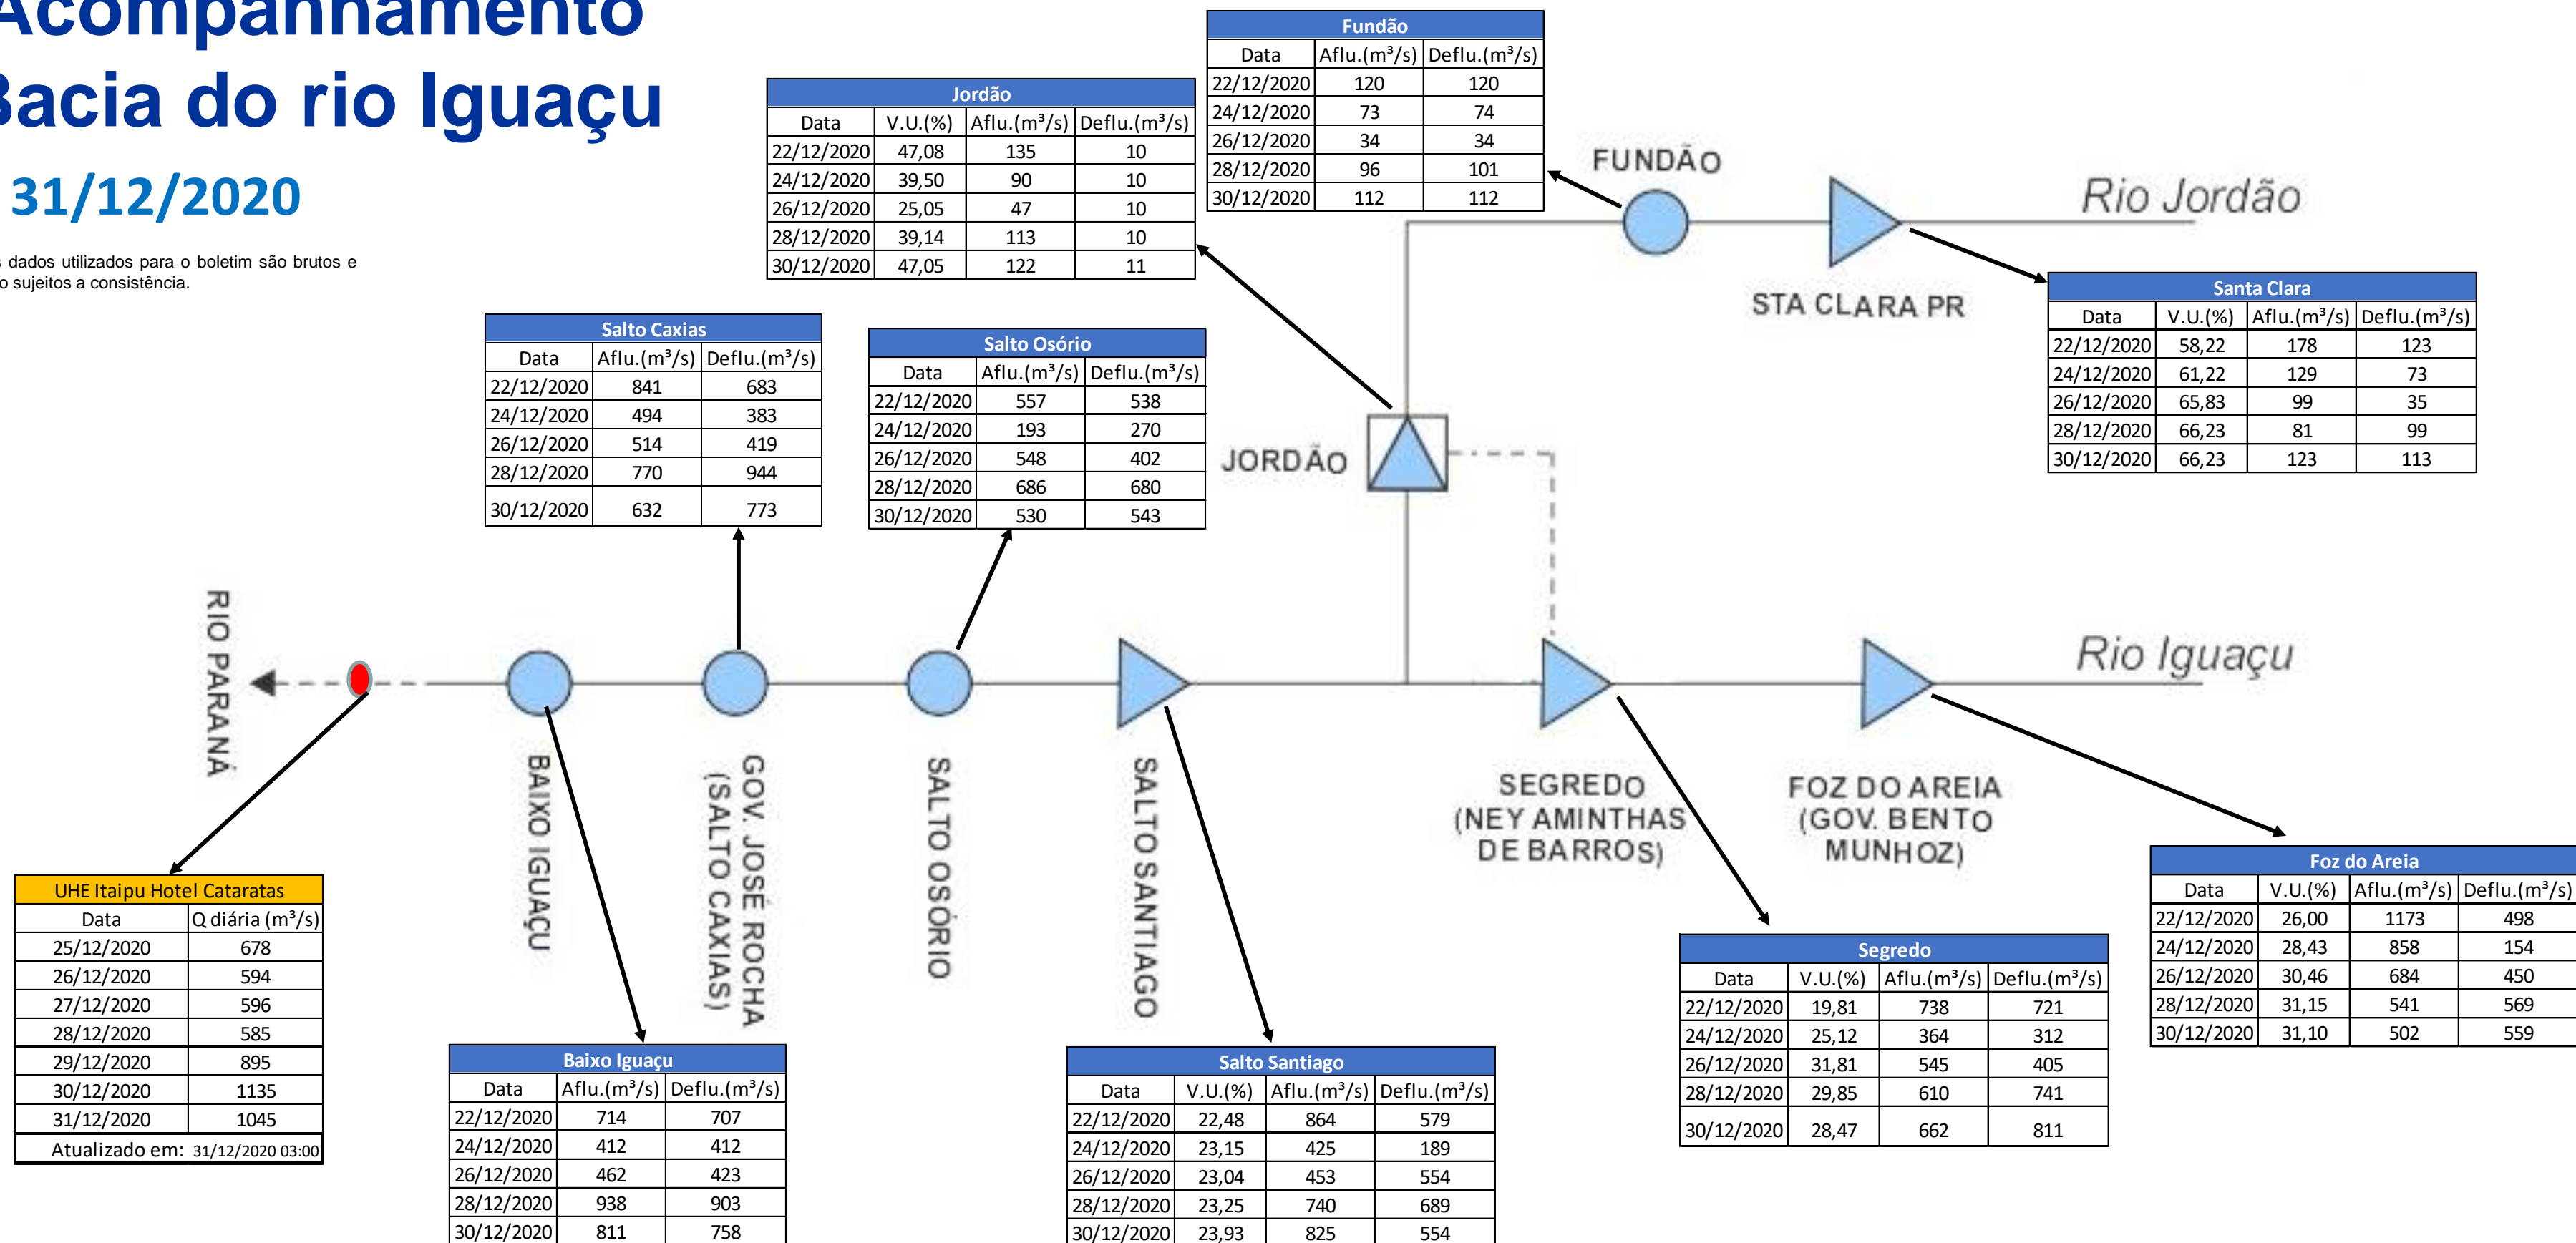 Acompanhamento
Bacia do rio Iguaçu
31/12/2020
s dados utilizados para o boletim são brutos e
o sujeitos a consistência.
Fundão
Data Aflu.(m³/s) Deflu.(m³/s)
22/12/2020 120 120
24/12/2020 73 74
26/12/2020 34 34
28/12/2020 96 101
30/12/2020 112 112
Jordão
Data V.U.(%) Aflu.(m³/s) Deflu.(m³/s)
22/12/2020 47,08 135 10
24/12/2020 39,50 90 10
26/12/2020 25,05 47 10
28/12/2020 39,14 113 10
30/12/2020 47,05 122 11
FUNDÃO
Rio Jordão
STA CLARA PR
Santa Clara
Data V.U.(%) Aflu.(m³/s) Deflu.(m³/s)
22/12/2020 58,22 178 123
24/12/2020 61,22 129 73
26/12/2020 65,83 99 35
28/12/2020 66,23 81 99
30/12/2020 66,23 123 113
Salto Caxias
Data Aflu.(m³/s) Deflu.(m³/s)
22/12/2020 841 683
24/12/2020 494 383
26/12/2020 514 419
28/12/2020 770 944
30/12/2020 632 773
Salto Osório
Data Aflu.(m³/s) Deflu.(m³/s)
22/12/2020 557 538
24/12/2020 193 270
26/12/2020 548 402
28/12/2020 686 680
30/12/2020 530 543
JORDÃO
RIO PARANÁ
Rio Iguaçu
BAIXO IGUAÇU
GOV. JOSÉ ROCHA
(SALTO CAXIAS)
SALTO OSÓRIO
SALTO SANTIAGO
SEGREDO
(NEY AMINTHAS
DE BARROS)
FOZ DO AREIA
(GOV. BENTO
MUNHOZ)
UHE Itaipu Hotel Cataratas
Data Q diária (m³/s)
25/12/2020 678
26/12/2020 594
27/12/2020 596
28/12/2020 585
29/12/2020 895
30/12/2020 1135
31/12/2020 1045
Atualizado em: 31/12/2020 03:00
Baixo Iguaçu
Data Aflu.(m³/s) Deflu.(m³/s)
22/12/2020 714 707
24/12/2020 412 412
26/12/2020 462 423
28/12/2020 938 903
30/12/2020 811 758
Salto Santiago
Data V.U.(%) Aflu.(m³/s) Deflu.(m³/s)
22/12/2020 22,48 864 579
24/12/2020 23,15 425 189
26/12/2020 23,04 453 554
28/12/2020 23,25 740 689
30/12/2020 23,93 825 554
Segredo
Data V.U.(%) Aflu.(m³/s) Deflu.(m³/s)
22/12/2020 19,81 738 721
24/12/2020 25,12 364 312
26/12/2020 31,81 545 405
28/12/2020 29,85 610 741
30/12/2020 28,47 662 811
Foz do Areia
Data V.U.(%) Aflu.(m³/s) Deflu.(m³/s)
22/12/2020 26,00 1173 498
24/12/2020 28,43 858 154
26/12/2020 30,46 684 450
28/12/2020 31,15 541 569
30/12/2020 31,10 502 559